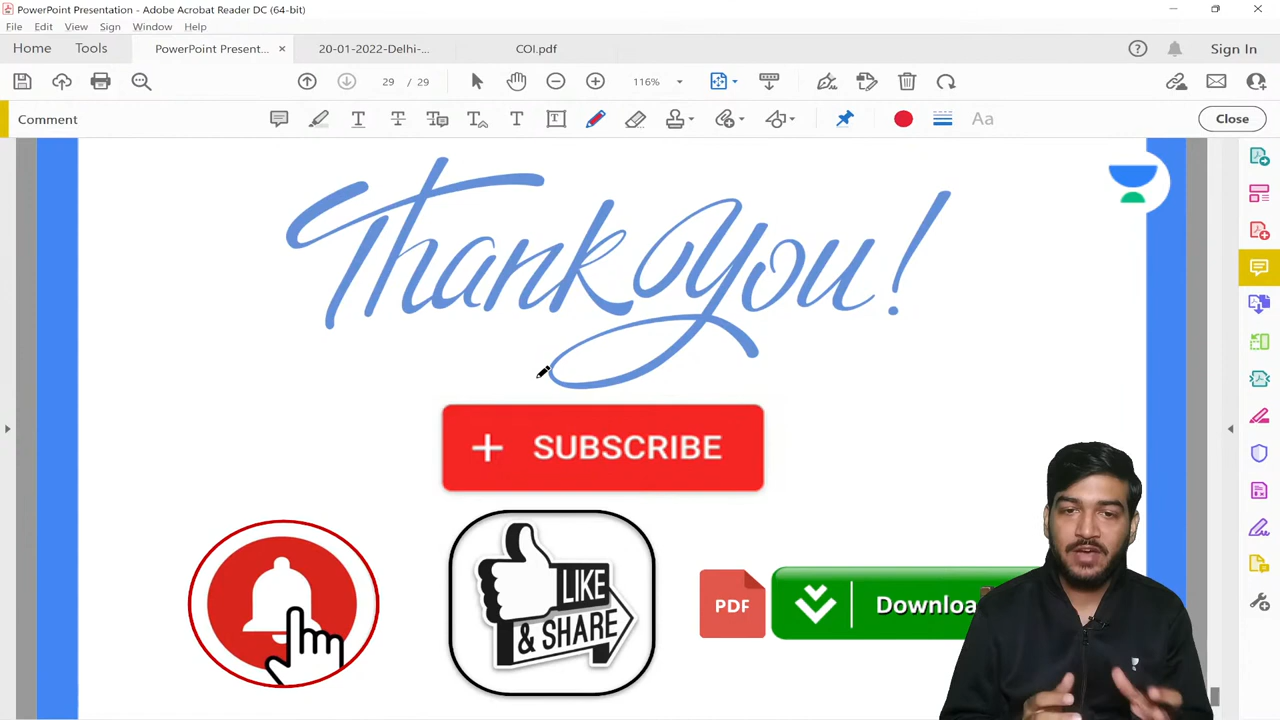 PowerPoint Presentation - Adobe Acrobat Reader DC (64-bit)
File Edit View Sign Window Help
Home Tools PowerPoint Present... × 20-01-2022-Delhi-... COI.pdf Sign In
29 / 29 116%
Comment Aa Close
Thank You!
+ SUBSCRIBE
LIKE
& SHARE
PDF Downloa